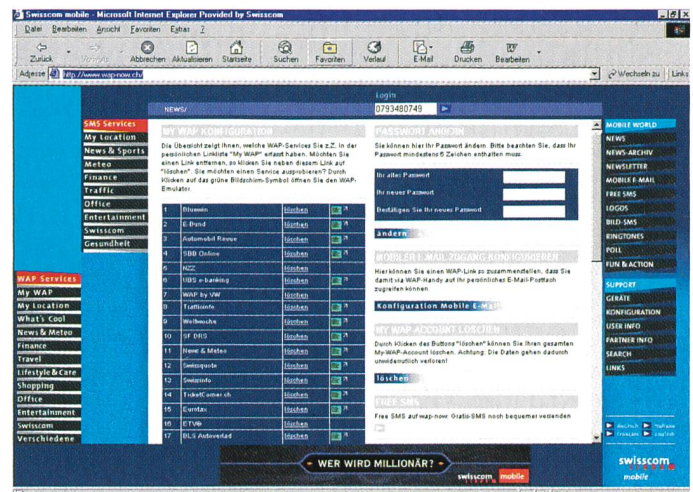 Swisscom mobile - Microsoft Internet Explorer Provided by Swisscom
Datei Bearbeiten Ansicht Favoriten Extras ?
Zurück Vorwärts Abbrechen Aktualisieren Startseite Suchen Favoriten Verlauf E-Mail Drucken Bearbeiten
Adresse http://www.wap-now.ch/ Wechseln zu Links
Login
0793480749
NEWS/
SMS Services
My Location
News & Sports
Meteo
Finance
Traffic
Office
Entertainment
Swisscom
Gesundheit
WAP Services
My WAP
My Location
What's Cool
News & Meteo
Finance
Travel
Lifestyle & Care
Shopping
Office
Entertainment
Swisscom
Verschiedene
MY WAP KONFIGURATION
Die Übersicht zeigt Ihnen, welche WAP-Services Sie z.Z. in der
persönlichen Linkliste "My WAP" erfasst haben. Möchten Sie
einen Link entfernen, so klicken Sie neben diesem Link auf
"löschen". Sie möchten einen Service ausprobieren? Durch
Klicken auf das grüne Bildschirm-Symbol öffnen Sie den WAP-
Emulator.
1 Bluewin löschen
2 E-Bund löschen
3 Automobil Revue löschen
4 SBB Online löschen
5 NZZ löschen
6 UBS e-banking löschen
7 WAP by VW löschen
8 Trafficinfo löschen
9 Weltwoche löschen
10 SF DRS löschen
11 News & Meteo löschen
12 Swissquote löschen
13 Swissinfo löschen
14 TicketCorner.ch löschen
15 Eurotax löschen
16 löschen
17 BLS Autoverlad löschen
PASSWORT ÄNDERN
Sie können hier Ihr Passwort ändern. Bitte beachten Sie, dass Ihr
Passwort mindestens 6 Zeichen enthalten muss.
Ihr altes Passwort
Ihr neues Passwort
Bestätigen Sie Ihr neues Passwort
ändern
MOBILER E-MAIL ZUGANG KONFIGURIEREN
Hier können Sie einen WAP-Link so zusammenstellen, dass Sie
damit via WAP-Handy auf Ihr persönliches E-Mail-Postfach
zugreifen können.
Konfiguration Mobile E-Mail
MY WAP ACCOUNT LÖSCHEN
Durch Klicken des Buttons "löschen" können Sie Ihren gesamten
My-WAP-Account löschen. Achtung: Die Daten gehen dadurch
unwiderruflich verloren!
löschen
FREE SMS
Free SMS auf wap-now: Gratis-SMS noch bequemer versenden
MOBILE WORLD
NEWS
NEWS-ARCHIV
NEWSLETTER
MOBILE E-MAIL
FREE SMS
LOGOS
BILD-SMS
RINGTONES
POLL
FUN & ACTION
SUPPORT
GERÄTE
KONFIGURATION
USER INFO
PARTNER INFO
SEARCH
LINKS
deutsch italiano
français english
WER WIRD MILLIONÄR?
swisscom mobile
swisscom
mobile